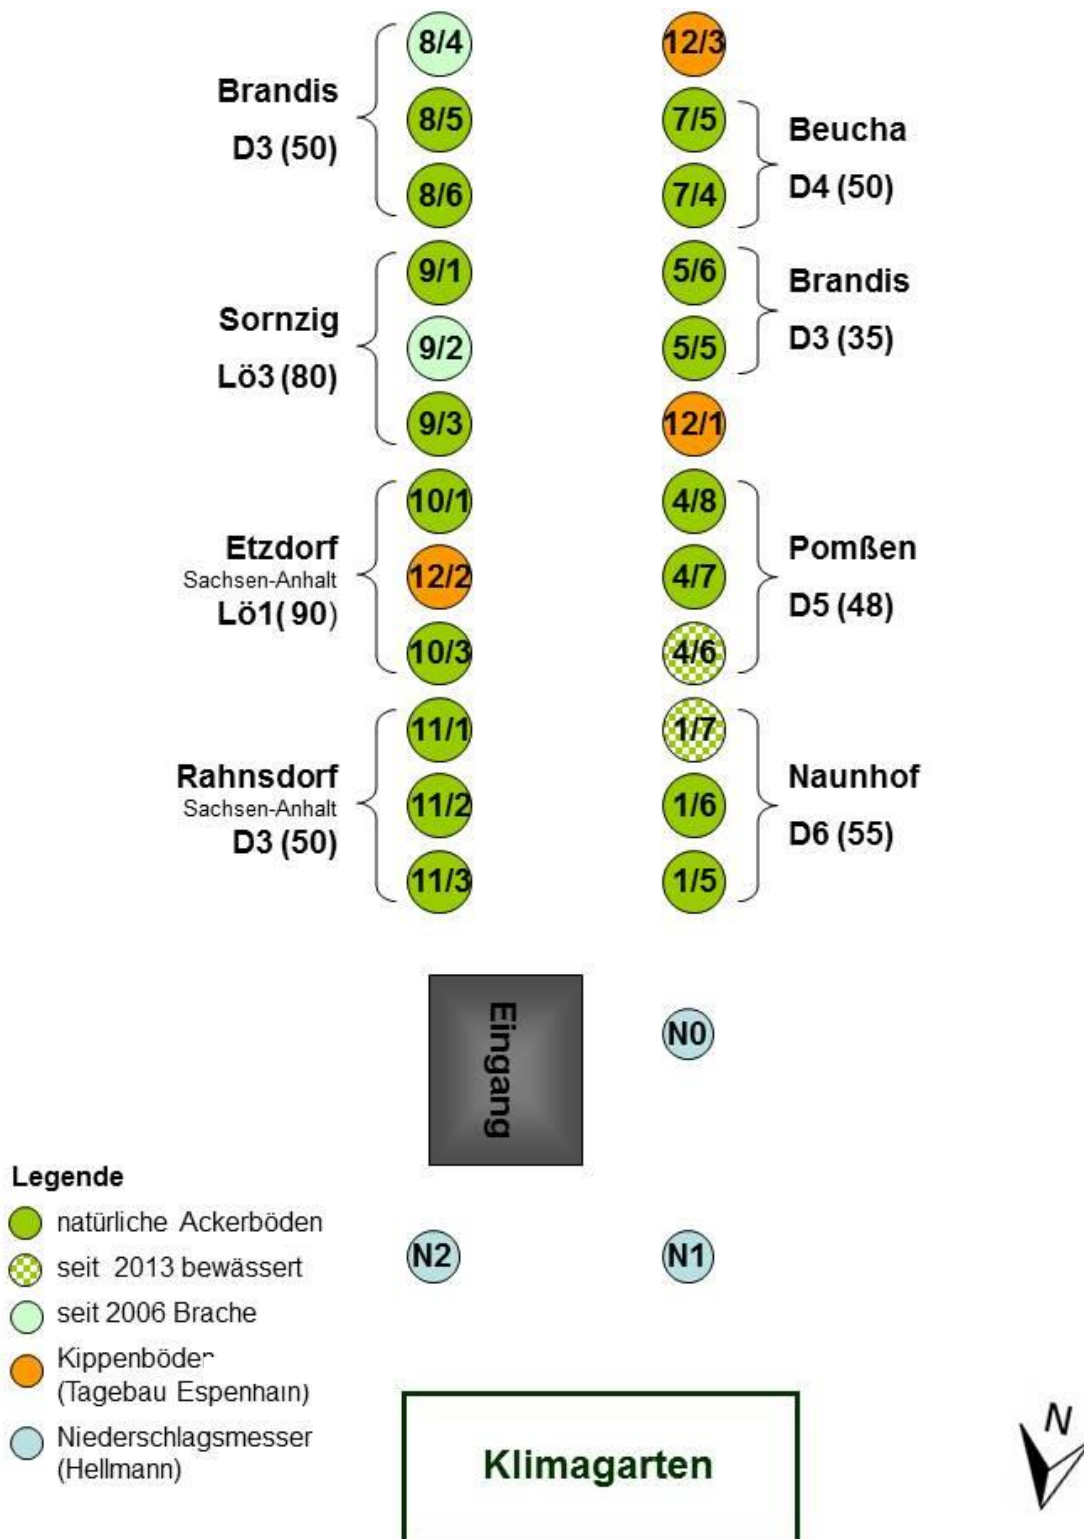 8/4
12/3
Brandis
D3 (50)
8/5
7/5
Beucha
8/6
7/4
D4 (50)
9/1
5/6
Brandis
Sornzig
Lö3 (80)
9/2
5/5
D3 (35)
9/3
12/1
10/1
4/8
Etzdorf
Sachsen-Anhalt
Lö1( 90)
12/2
4/7
Pomßen
D5 (48)
10/3
4/6
11/1
1/7
Rahnsdorf
Sachsen-Anhalt
D3 (50)
11/2
1/6
Naunhof
D6 (55)
11/3
1/5
Eingang
N0
Legende
natürliche Ackerböden
seit 2013 bewässert
seit 2006 Brache
Kippenböden
(Tagebau Espenhain)
Niederschlagsmesser
(Hellmann)
N2
N1
Klimagarten
N